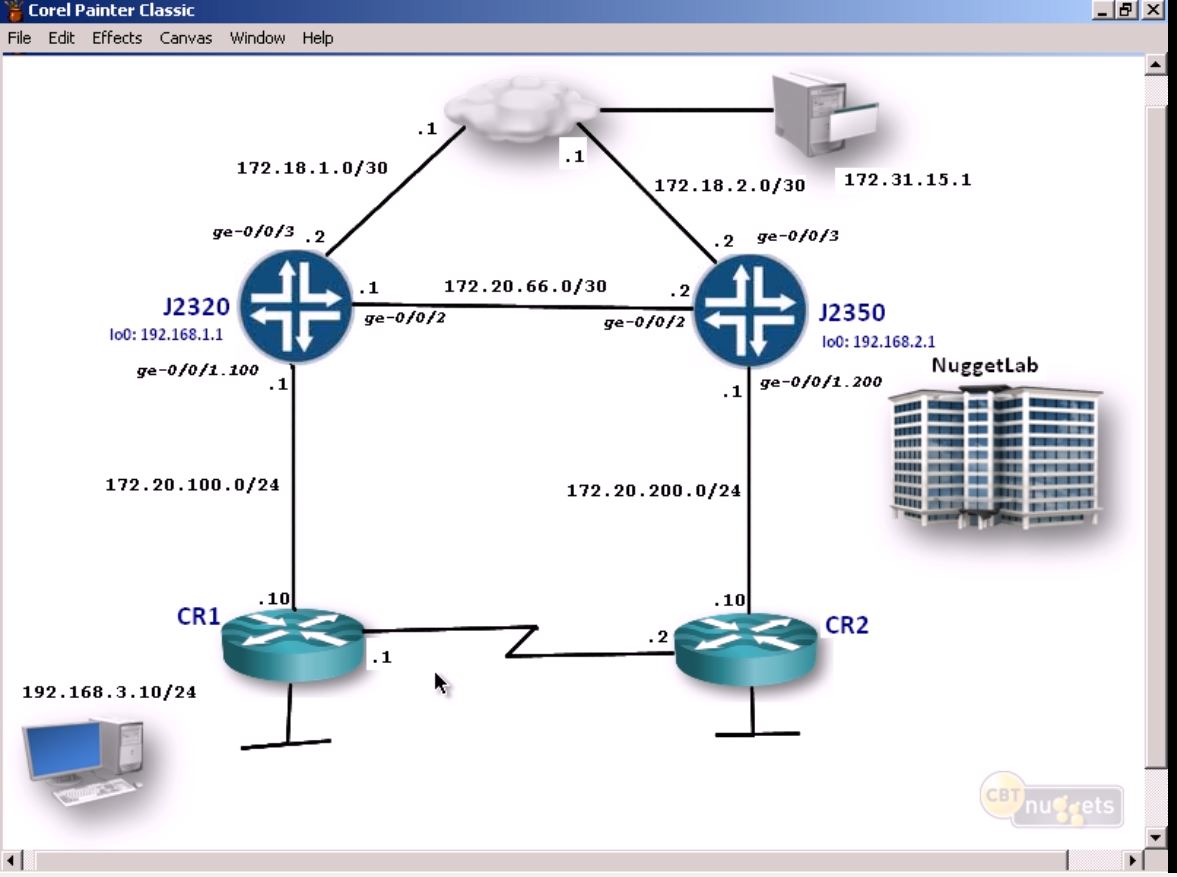 Corel Painter Classic
File Edit Effects Canvas Window Help
.1
.1
172.18.1.0/30
172.18.2.0/30
172.31.15.1
ge-0/0/3 .2
.2 ge-0/0/3
J2320
lo0: 192.168.1.1
.1 172.20.66.0/30 .2
ge-0/0/2 ge-0/0/2
J2350
lo0: 192.168.2.1
NuggetLab
ge-0/0/1.100 .1
.1 ge-0/0/1.200
172.20.100.0/24
172.20.200.0/24
.10
.10
CR1
CR2
.1
.2
192.168.3.10/24
CBT nuggets